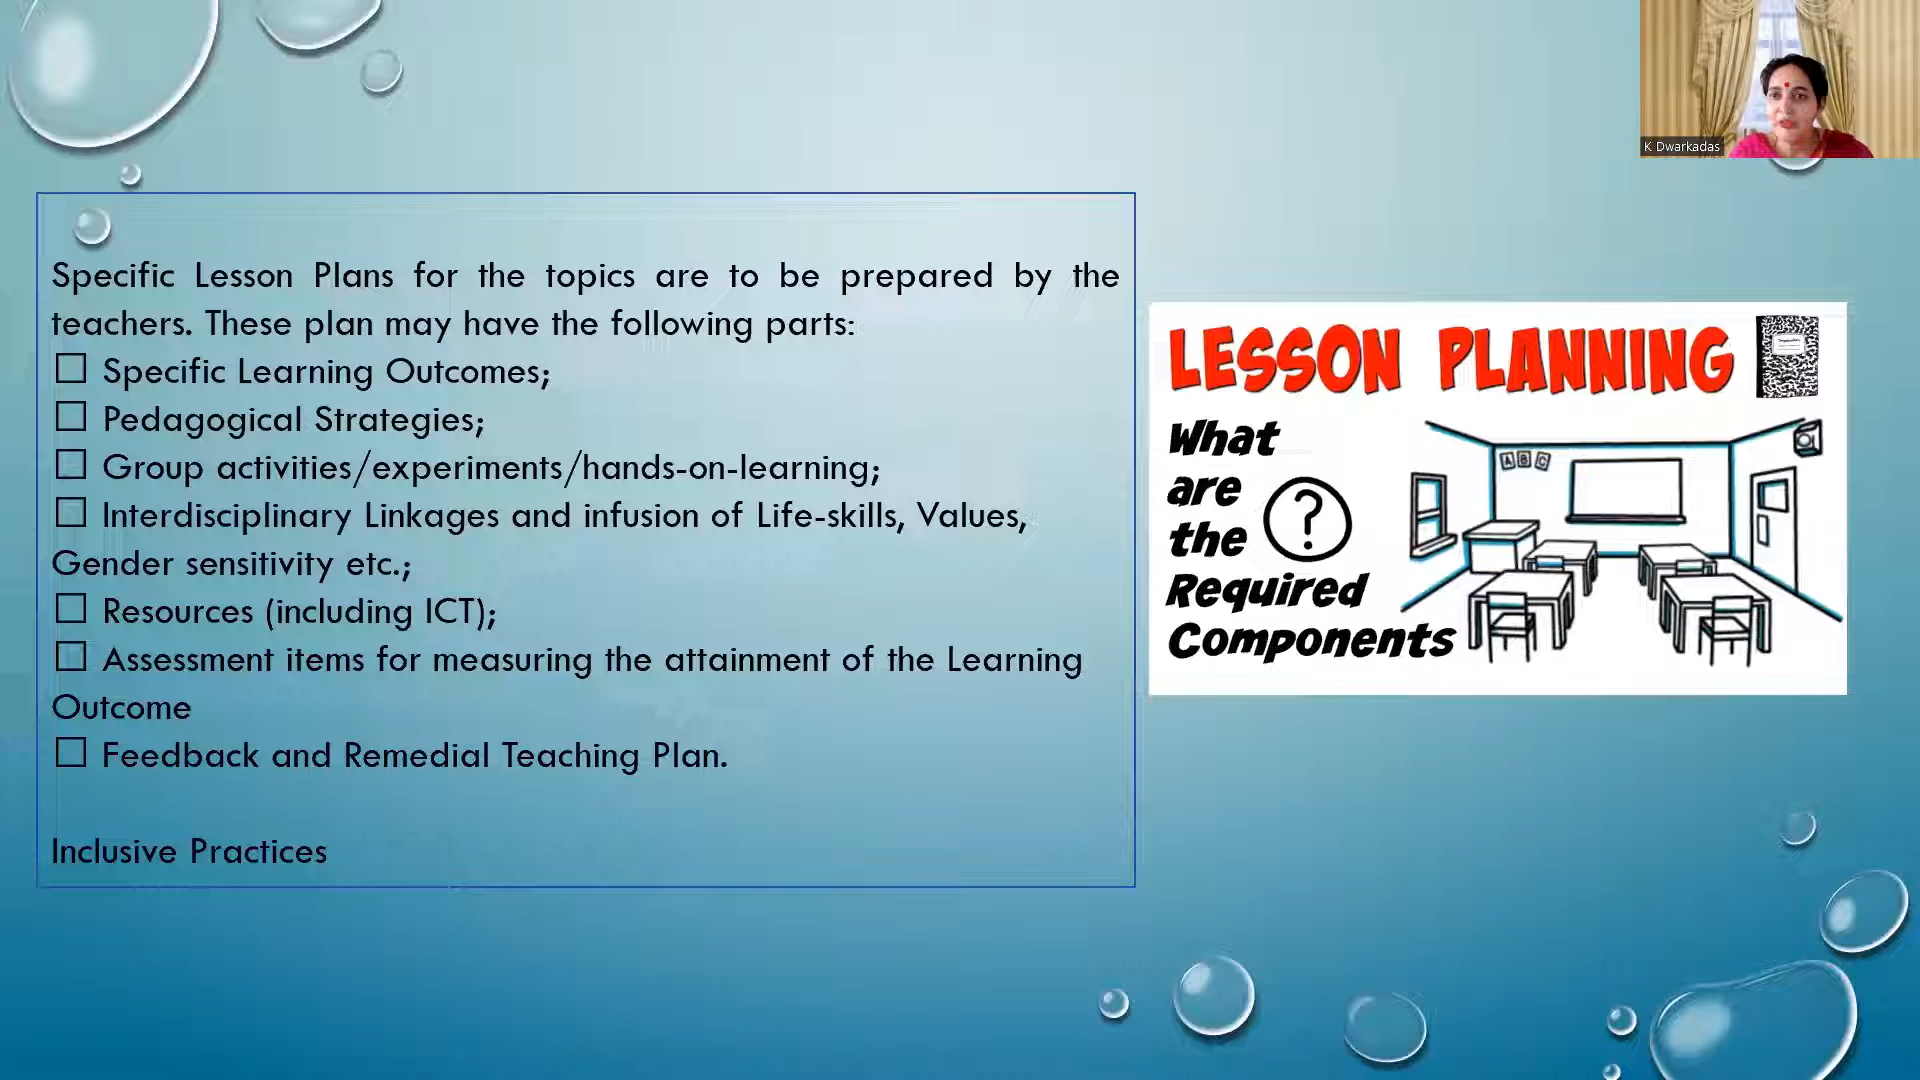 K Dwarkadas
Specific Lesson Plans for the topics are to be prepared by the
teachers. These plan may have the following parts:
☐ Specific Learning Outcomes;
☐ Pedagogical Strategies;
☐ Group activities/experiments/hands-on-learning;
☐ Interdisciplinary Linkages and infusion of Life-skills, Values,
Gender sensitivity etc.;
☐ Resources (including ICT);
☐ Assessment items for measuring the attainment of the Learning
Outcome
☐ Feedback and Remedial Teaching Plan.
Inclusive Practices
LESSON PLANNING
What
are
the ?
Required
Components
A B C